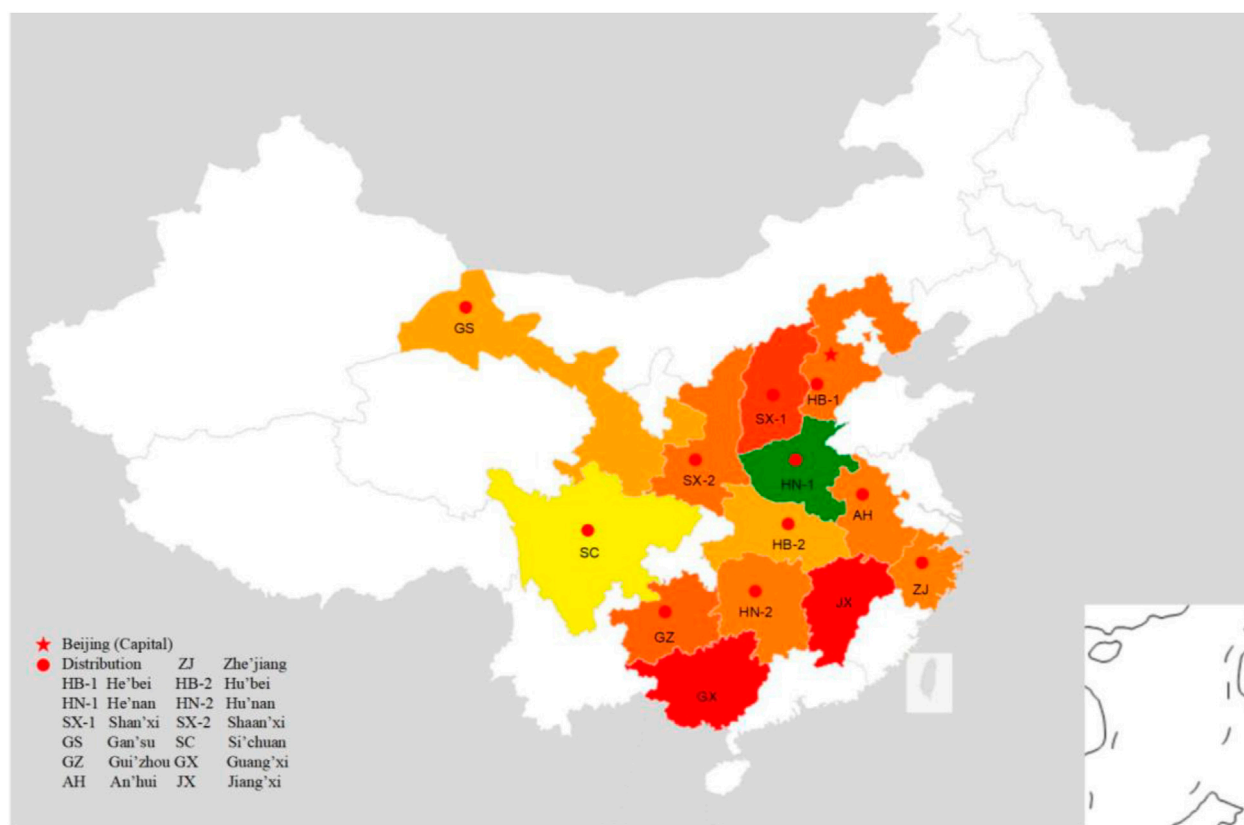 GS
SX-1
HB-1
SX-2
HN-1
AH
HB-2
SC
ZJ
JX
HN-2
GZ
GX
Beijing (Capital)
Distribution ZJ Zhe'jiang
HB-1 He'bei HB-2 Hu'bei
HN-1 He'nan HN-2 Hu'nan
SX-1 Shan'xi SX-2 Shaan'xi
GS Gan'su SC Si'chuan
GZ Gui'zhou GX Guang'xi
AH An'hui JX Jiang'xi